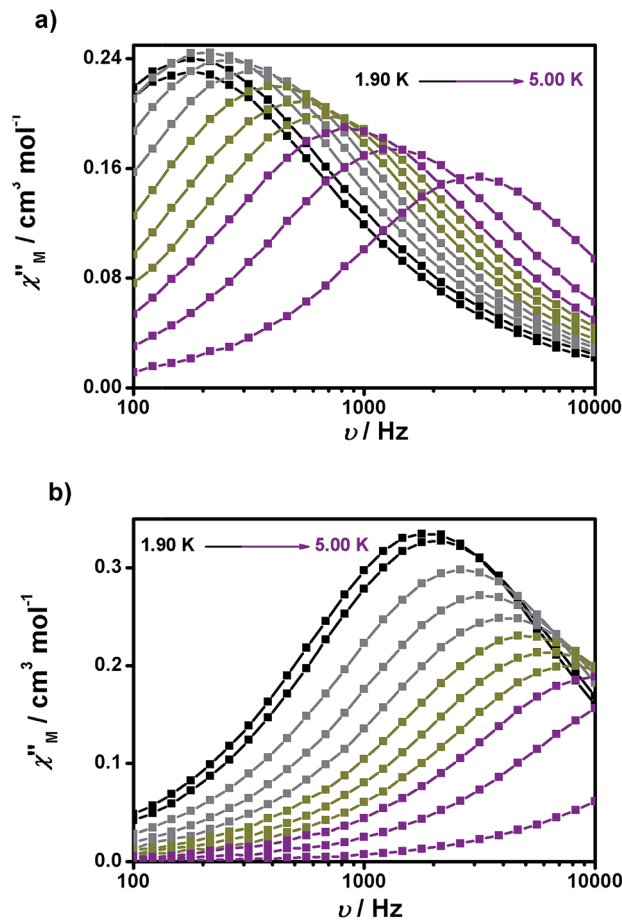 a)
0.24
0.16
0.08
0.00
χ"M / cm³ mol⁻¹
1.90 K 5.00 K
100 1000 10000
υ / Hz
b)
0.3
0.2
0.1
0.0
χ"M / cm³ mol⁻¹
1.90 K 5.00 K
100 1000 10000
υ / Hz